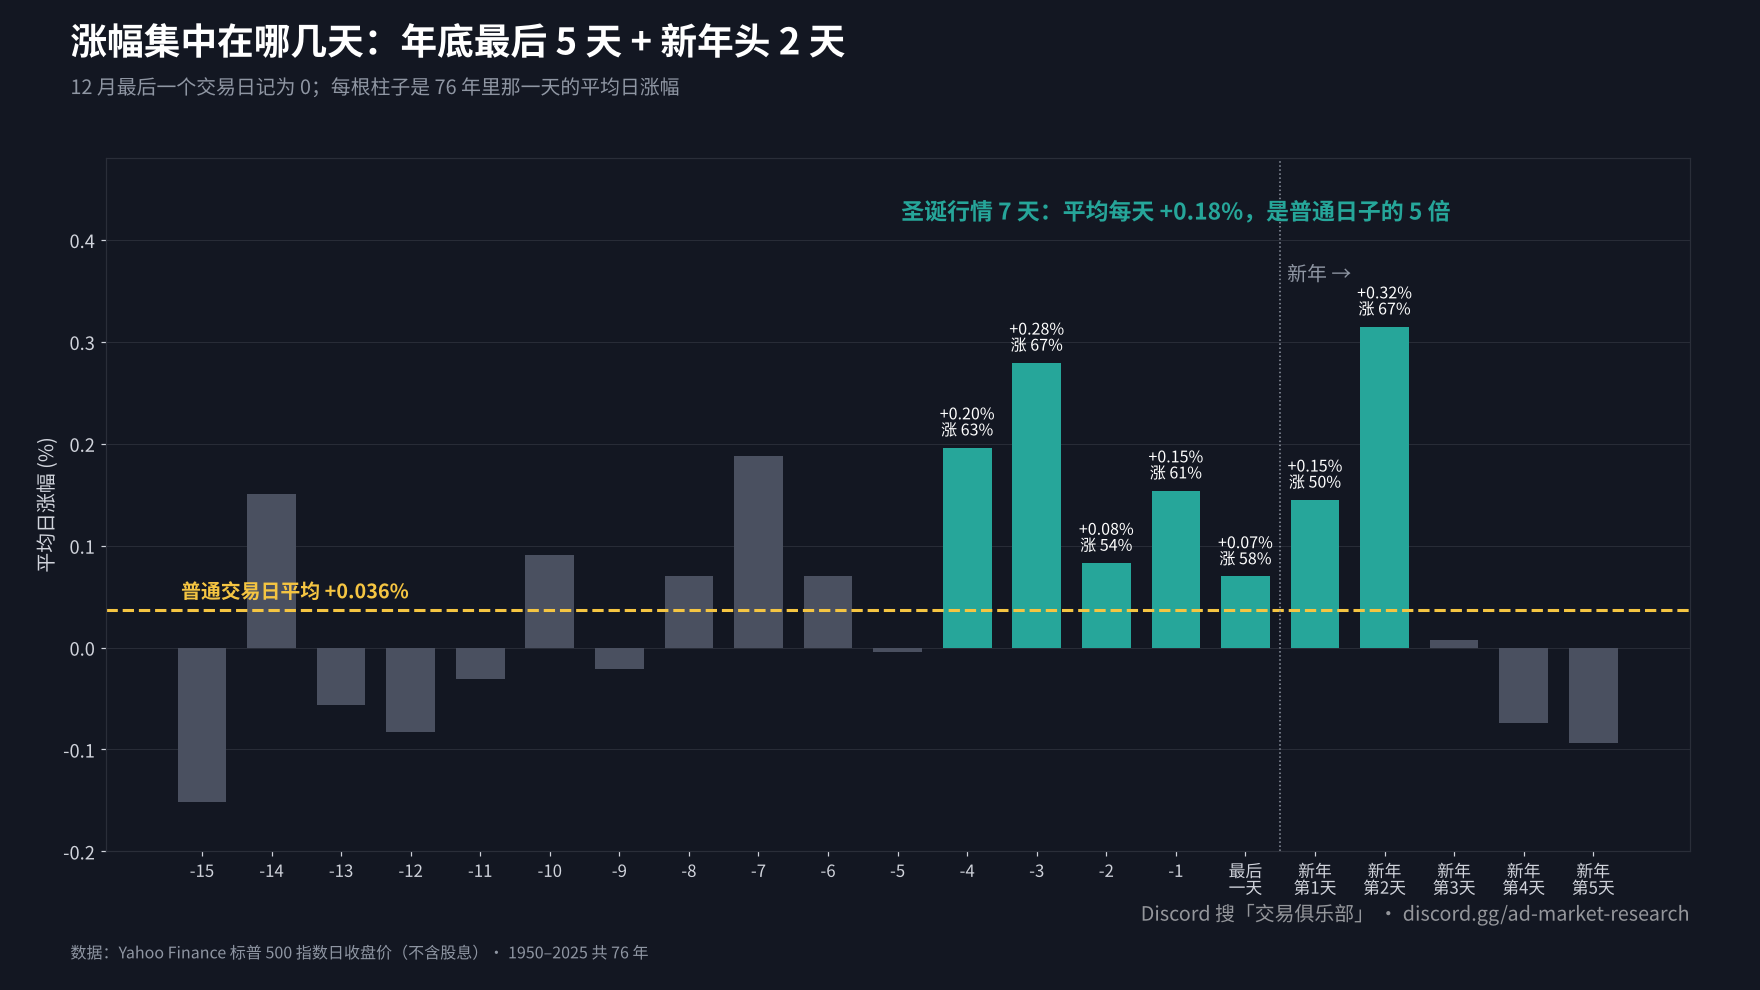 涨幅集中在哪几天：年底最后 5 天 + 新年头 2 天
12 月最后一个交易日记为 0；每根柱子是 76 年里那一天的平均日涨幅
圣诞行情 7 天：平均每天 +0.18%，是普通日子的 5 倍
新年 →
+0.32%
涨 67%
+0.28%
涨 67%
+0.20%
涨 63%
+0.15%
涨 61%
+0.15%
涨 50%
+0.08%
涨 54%
+0.07%
涨 58%
普通交易日平均 +0.036%
平均日涨幅 (%)
0.4
0.3
0.2
0.1
0.0
-0.1
-0.2
-15 -14 -13 -12 -11 -10 -9 -8 -7 -6 -5 -4 -3 -2 -1 最后 新年 新年 新年 新年 新年
一天 第1天 第2天 第3天 第4天 第5天
Discord 搜「交易俱乐部」 · discord.gg/ad-market-research
数据：Yahoo Finance 标普 500 指数日收盘价（不含股息） · 1950–2025 共 76 年